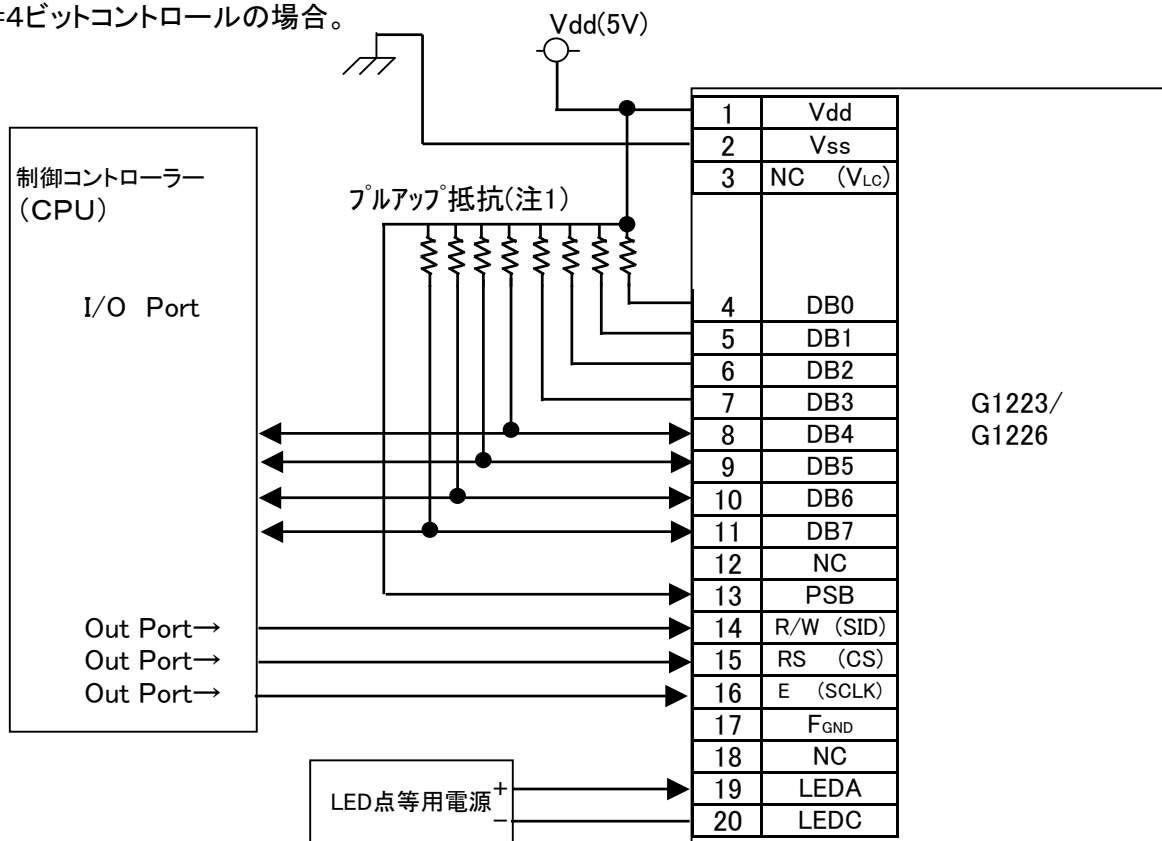 #4ビットコントロールの場合。
Vdd(5V)
制御コントローラー
(CPU)
I/O Port
Out Port→
Out Port→
Out Port→
プルアップ抵抗(注1)
LED点等用電源
+
−
1 Vdd
2 Vss
3 NC (VLC)
4 DB0
5 DB1
6 DB2
7 DB3
8 DB4
9 DB5
10 DB6
11 DB7
12 NC
13 PSB
14 R/W (SID)
15 RS (CS)
16 E (SCLK)
17 FGND
18 NC
19 LEDA
20 LEDC
G1223/
G1226